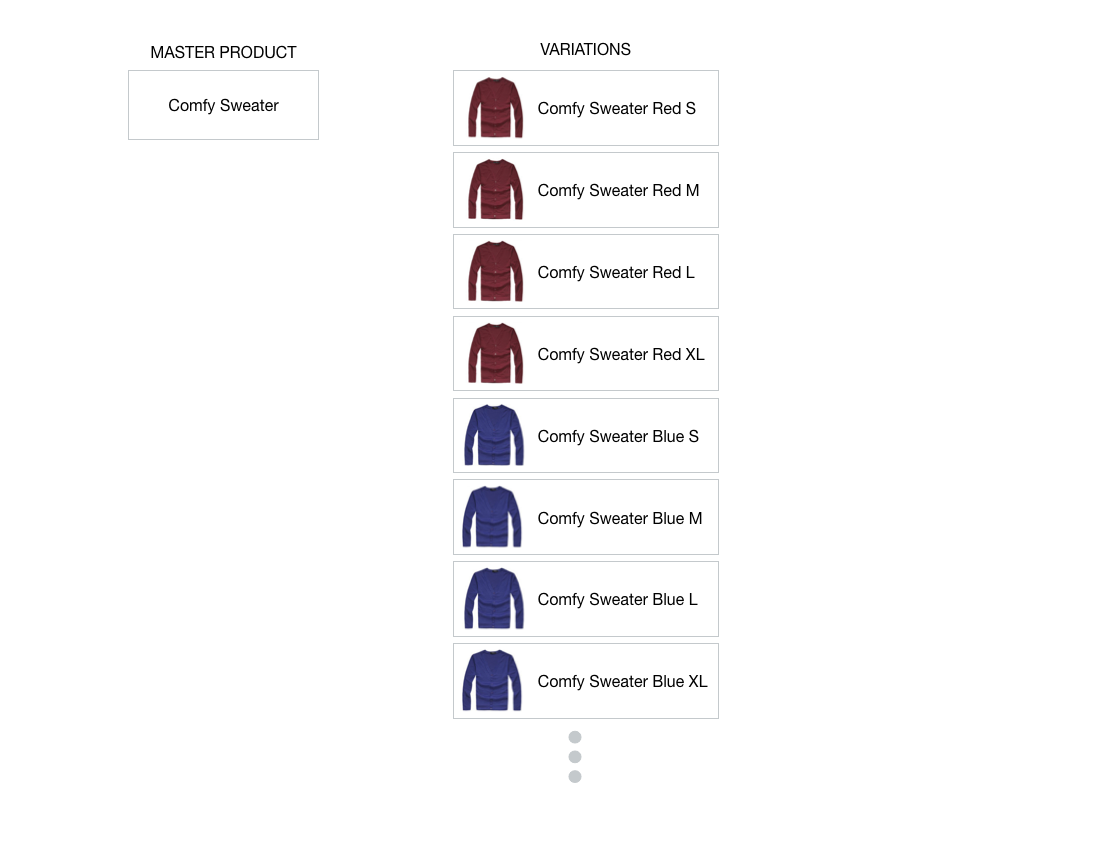 MASTER PRODUCT
Comfy Sweater
VARIATIONS
Comfy Sweater Red S
Comfy Sweater Red M
Comfy Sweater Red L
Comfy Sweater Red XL
Comfy Sweater Blue S
Comfy Sweater Blue M
Comfy Sweater Blue L
Comfy Sweater Blue XL